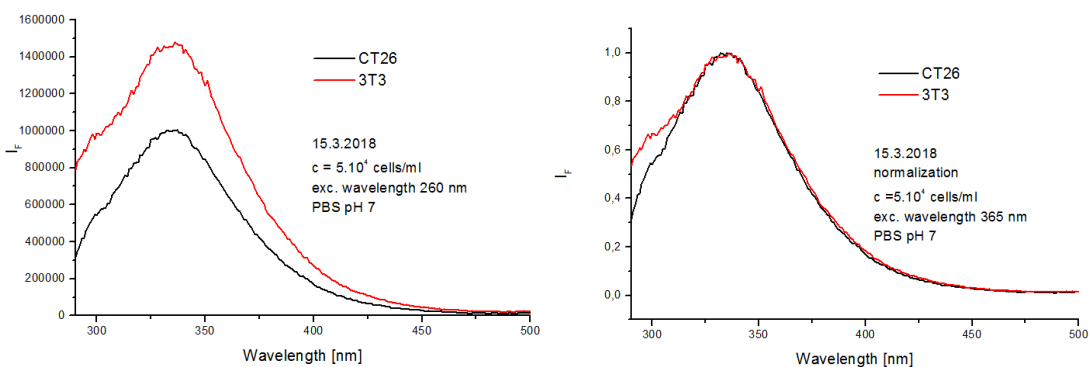 1600000
1400000
1200000
1000000
800000
600000
400000
200000
0
I_F
CT26
3T3
15.3.2018
c = 5.10⁴ cells/ml
exc. wavelength 260 nm
PBS pH 7
300 350 400 450 500
Wavelength [nm]
1,0
0,8
0,6
0,4
0,2
0,0
I_F
CT26
3T3
15.3.2018
normalization
c =5.10⁴ cells/ml
exc. wavelength 365 nm
PBS pH 7
300 350 400 450 500
Wavelength [nm]